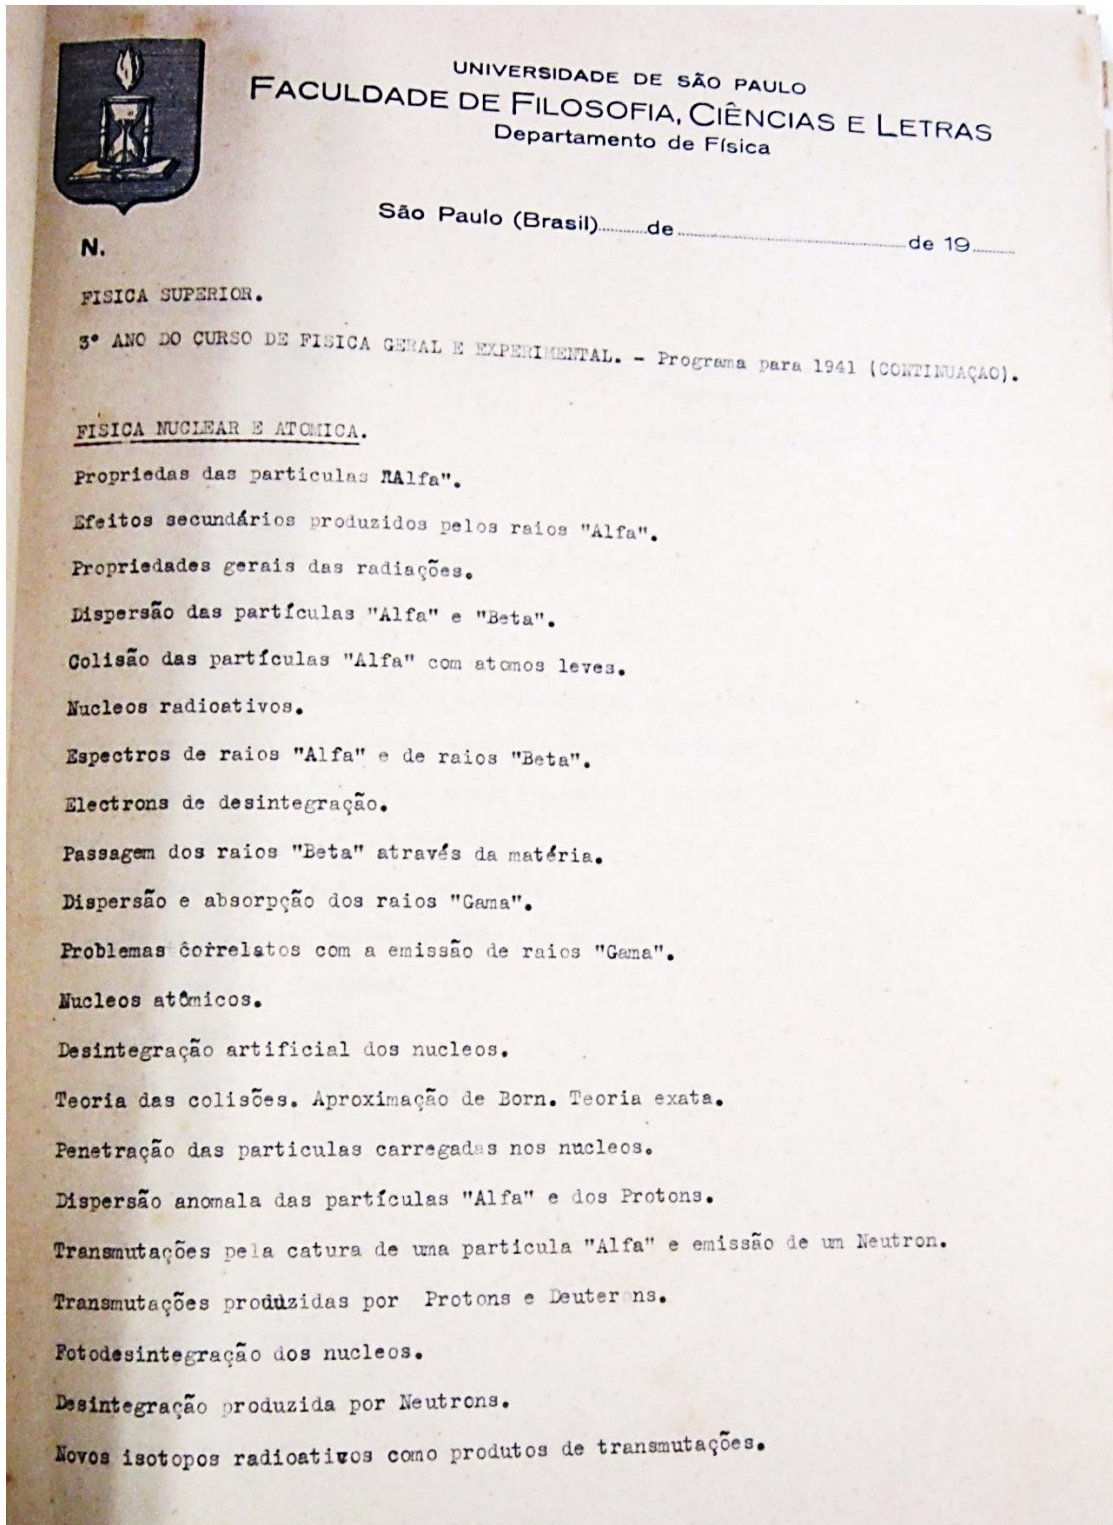 UNIVERSIDADE DE SÃO PAULO
FACULDADE DE FILOSOFIA, CIÊNCIAS E LETRAS
Departamento de Física
São Paulo (Brasil)..........de..........................................de 19..........
N.
FISICA SUPERIOR.
3º ANO DO CURSO DE FISICA GERAL E EXPERIMENTAL. - Programa para 1941 (CONTINUAÇAO).
FÍSICA NUCLEAR E ATOMICA.
Propriedas das particulas "Alfa".
Efeitos secundários produzidos pelos raios "Alfa".
Propriedades gerais das radiações.
Dispersão das partículas "Alfa" e "Beta".
Colisão das partículas "Alfa" com atomos leves.
Nucleos radioativos.
Espectros de raios "Alfa" e de raios "Beta".
Electrons de desintegração.
Passagem dos raios "Beta" através da matéria.
Dispersão e absorpção dos raios "Gama".
Problemas correlatos com a emissão de raios "Gama".
Nucleos atômicos.
Desintegração artificial dos nucleos.
Teoria das colisões. Aproximação de Born. Teoria exata.
Penetração das particulas carregadas nos nucleos.
Dispersão anomala das partículas "Alfa" e dos Protons.
Transmutações pela catura de uma particula "Alfa" e emissão de um Neutron.
Transmutações produzidas por Protons e Deuterons.
Fotodesintegração dos nucleos.
Desintegração produzida por Neutrons.
Novos isotopos radioativos como produtos de transmutações.